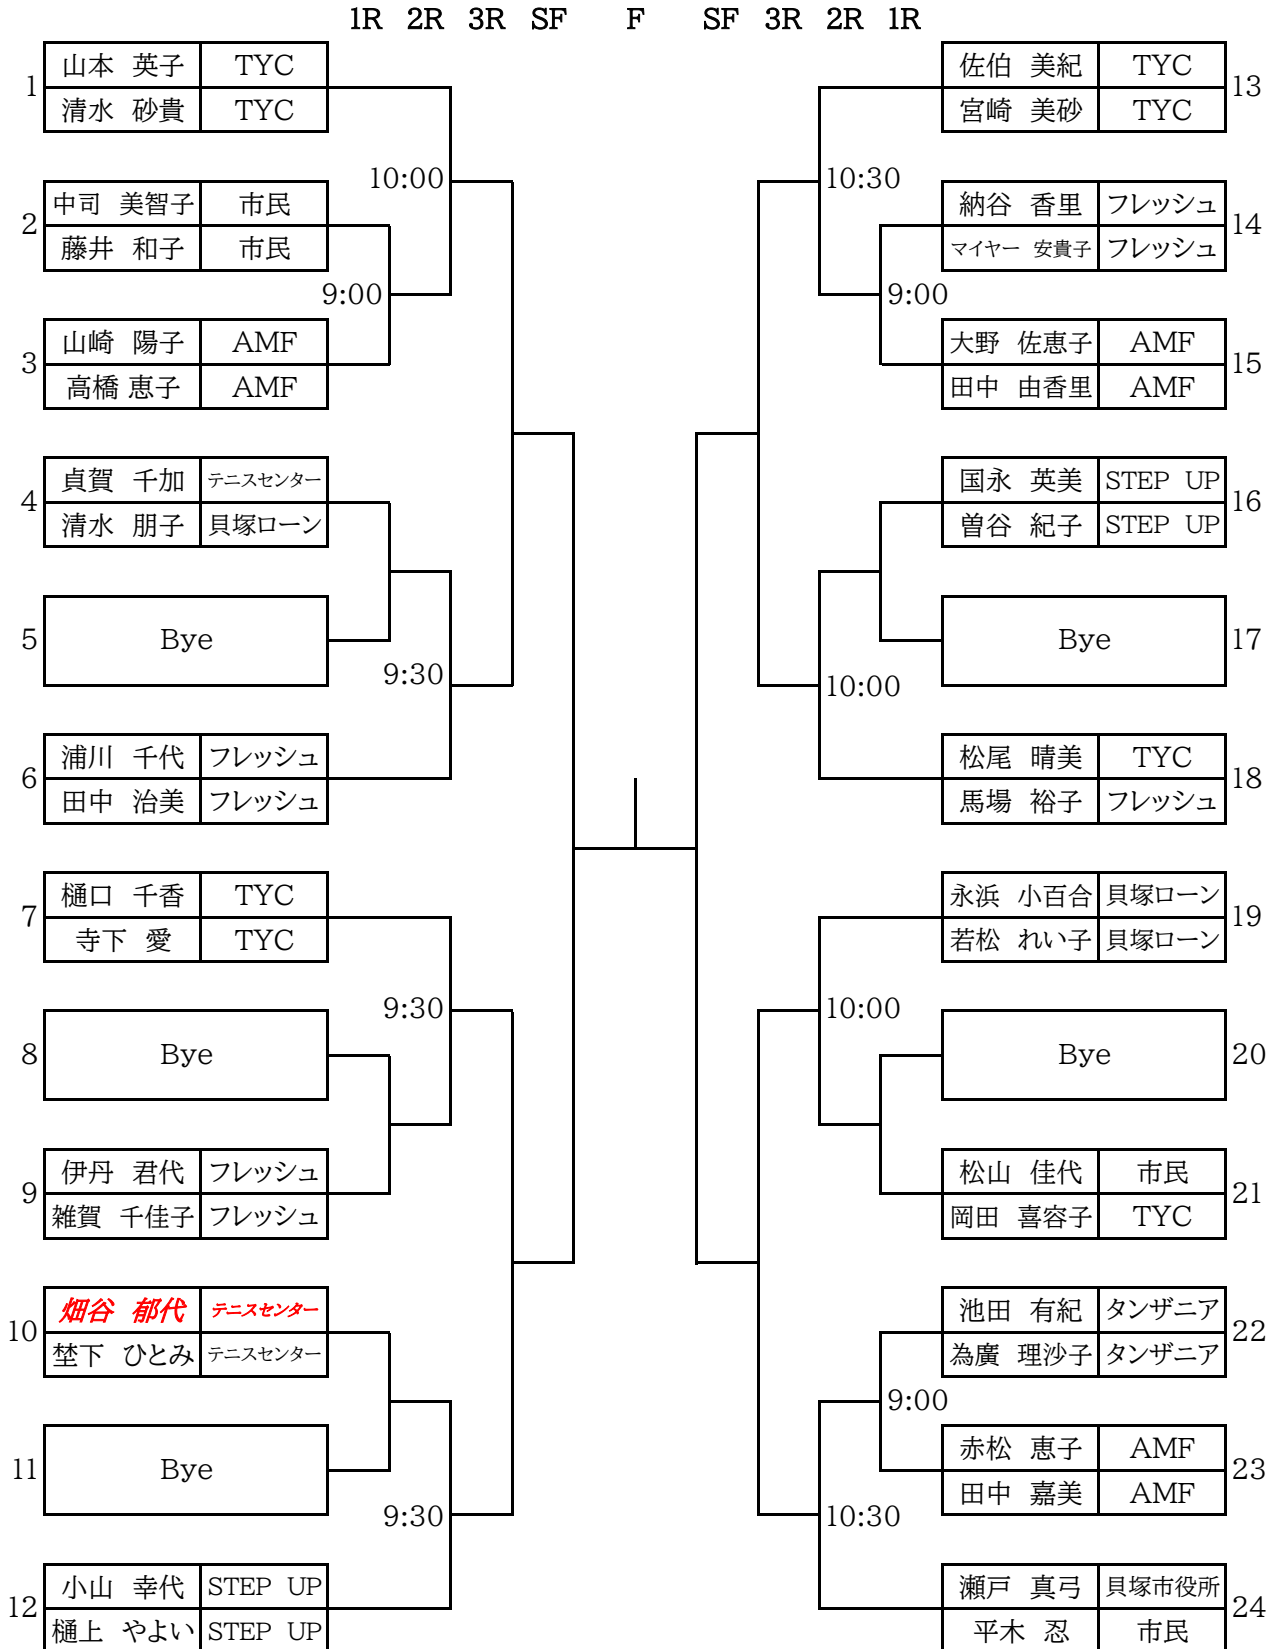 1R 2R 3R SF F SF 3R 2R 1R
1
山本 英子 TYC
清水 砂貴 TYC
10:00
2
中司 美智子 市民
藤井 和子 市民
9:00
3
山崎 陽子 AMF
高橋 恵子 AMF
4
貞賀 千加 テニスセンター
清水 朋子 貝塚ローン
5
Bye
9:30
6
浦川 千代 フレッシュ
田中 治美 フレッシュ
7
樋口 千香 TYC
寺下 愛 TYC
9:30
8
Bye
9
伊丹 君代 フレッシュ
雑賀 千佳子 フレッシュ
10
畑谷 郁代 テニスセンター
埜下 ひとみ テニスセンター
11
Bye
9:30
12
小山 幸代 STEP UP
樋上 やよい STEP UP
佐伯 美紀 TYC
宮崎 美砂 TYC
13
10:30
納谷 香里 フレッシュ
マイヤー 安貴子 フレッシュ
14
9:00
大野 佐恵子 AMF
田中 由香里 AMF
15
国永 英美 STEP UP
曽谷 紀子 STEP UP
16
Bye
17
10:00
松尾 晴美 TYC
馬場 裕子 フレッシュ
18
永浜 小百合 貝塚ローン
若松 れい子 貝塚ローン
19
10:00
Bye
20
松山 佳代 市民
岡田 喜容子 TYC
21
池田 有紀 タンザニア
為廣 理沙子 タンザニア
22
9:00
赤松 恵子 AMF
田中 嘉美 AMF
23
10:30
瀬戸 真弓 貝塚市役所
平木 忍 市民
24